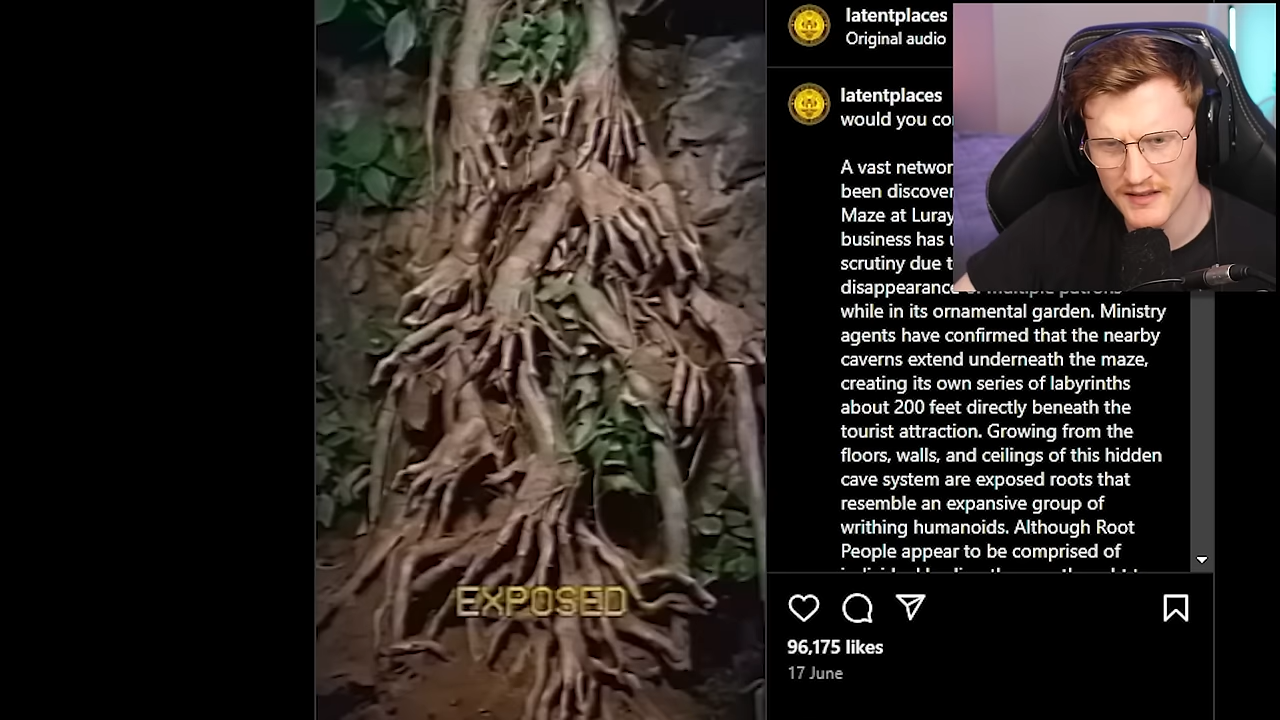 latentplaces
Original audio
latentplaces
would you
A vast
been
Maze at Luray
business has
scrutiny due
disappearance of multiple patrons
while in its ornamental garden. Ministry
agents have confirmed that the nearby
caverns extend underneath the maze,
creating its own series of labyrinths
about 200 feet directly beneath the
tourist attraction. Growing from the
floors, walls, and ceilings of this hidden
cave system are exposed roots that
resemble an expansive group of
writhing humanoids. Although Root
People appear to be comprised of
EXPOSED
96,175 likes
17 June